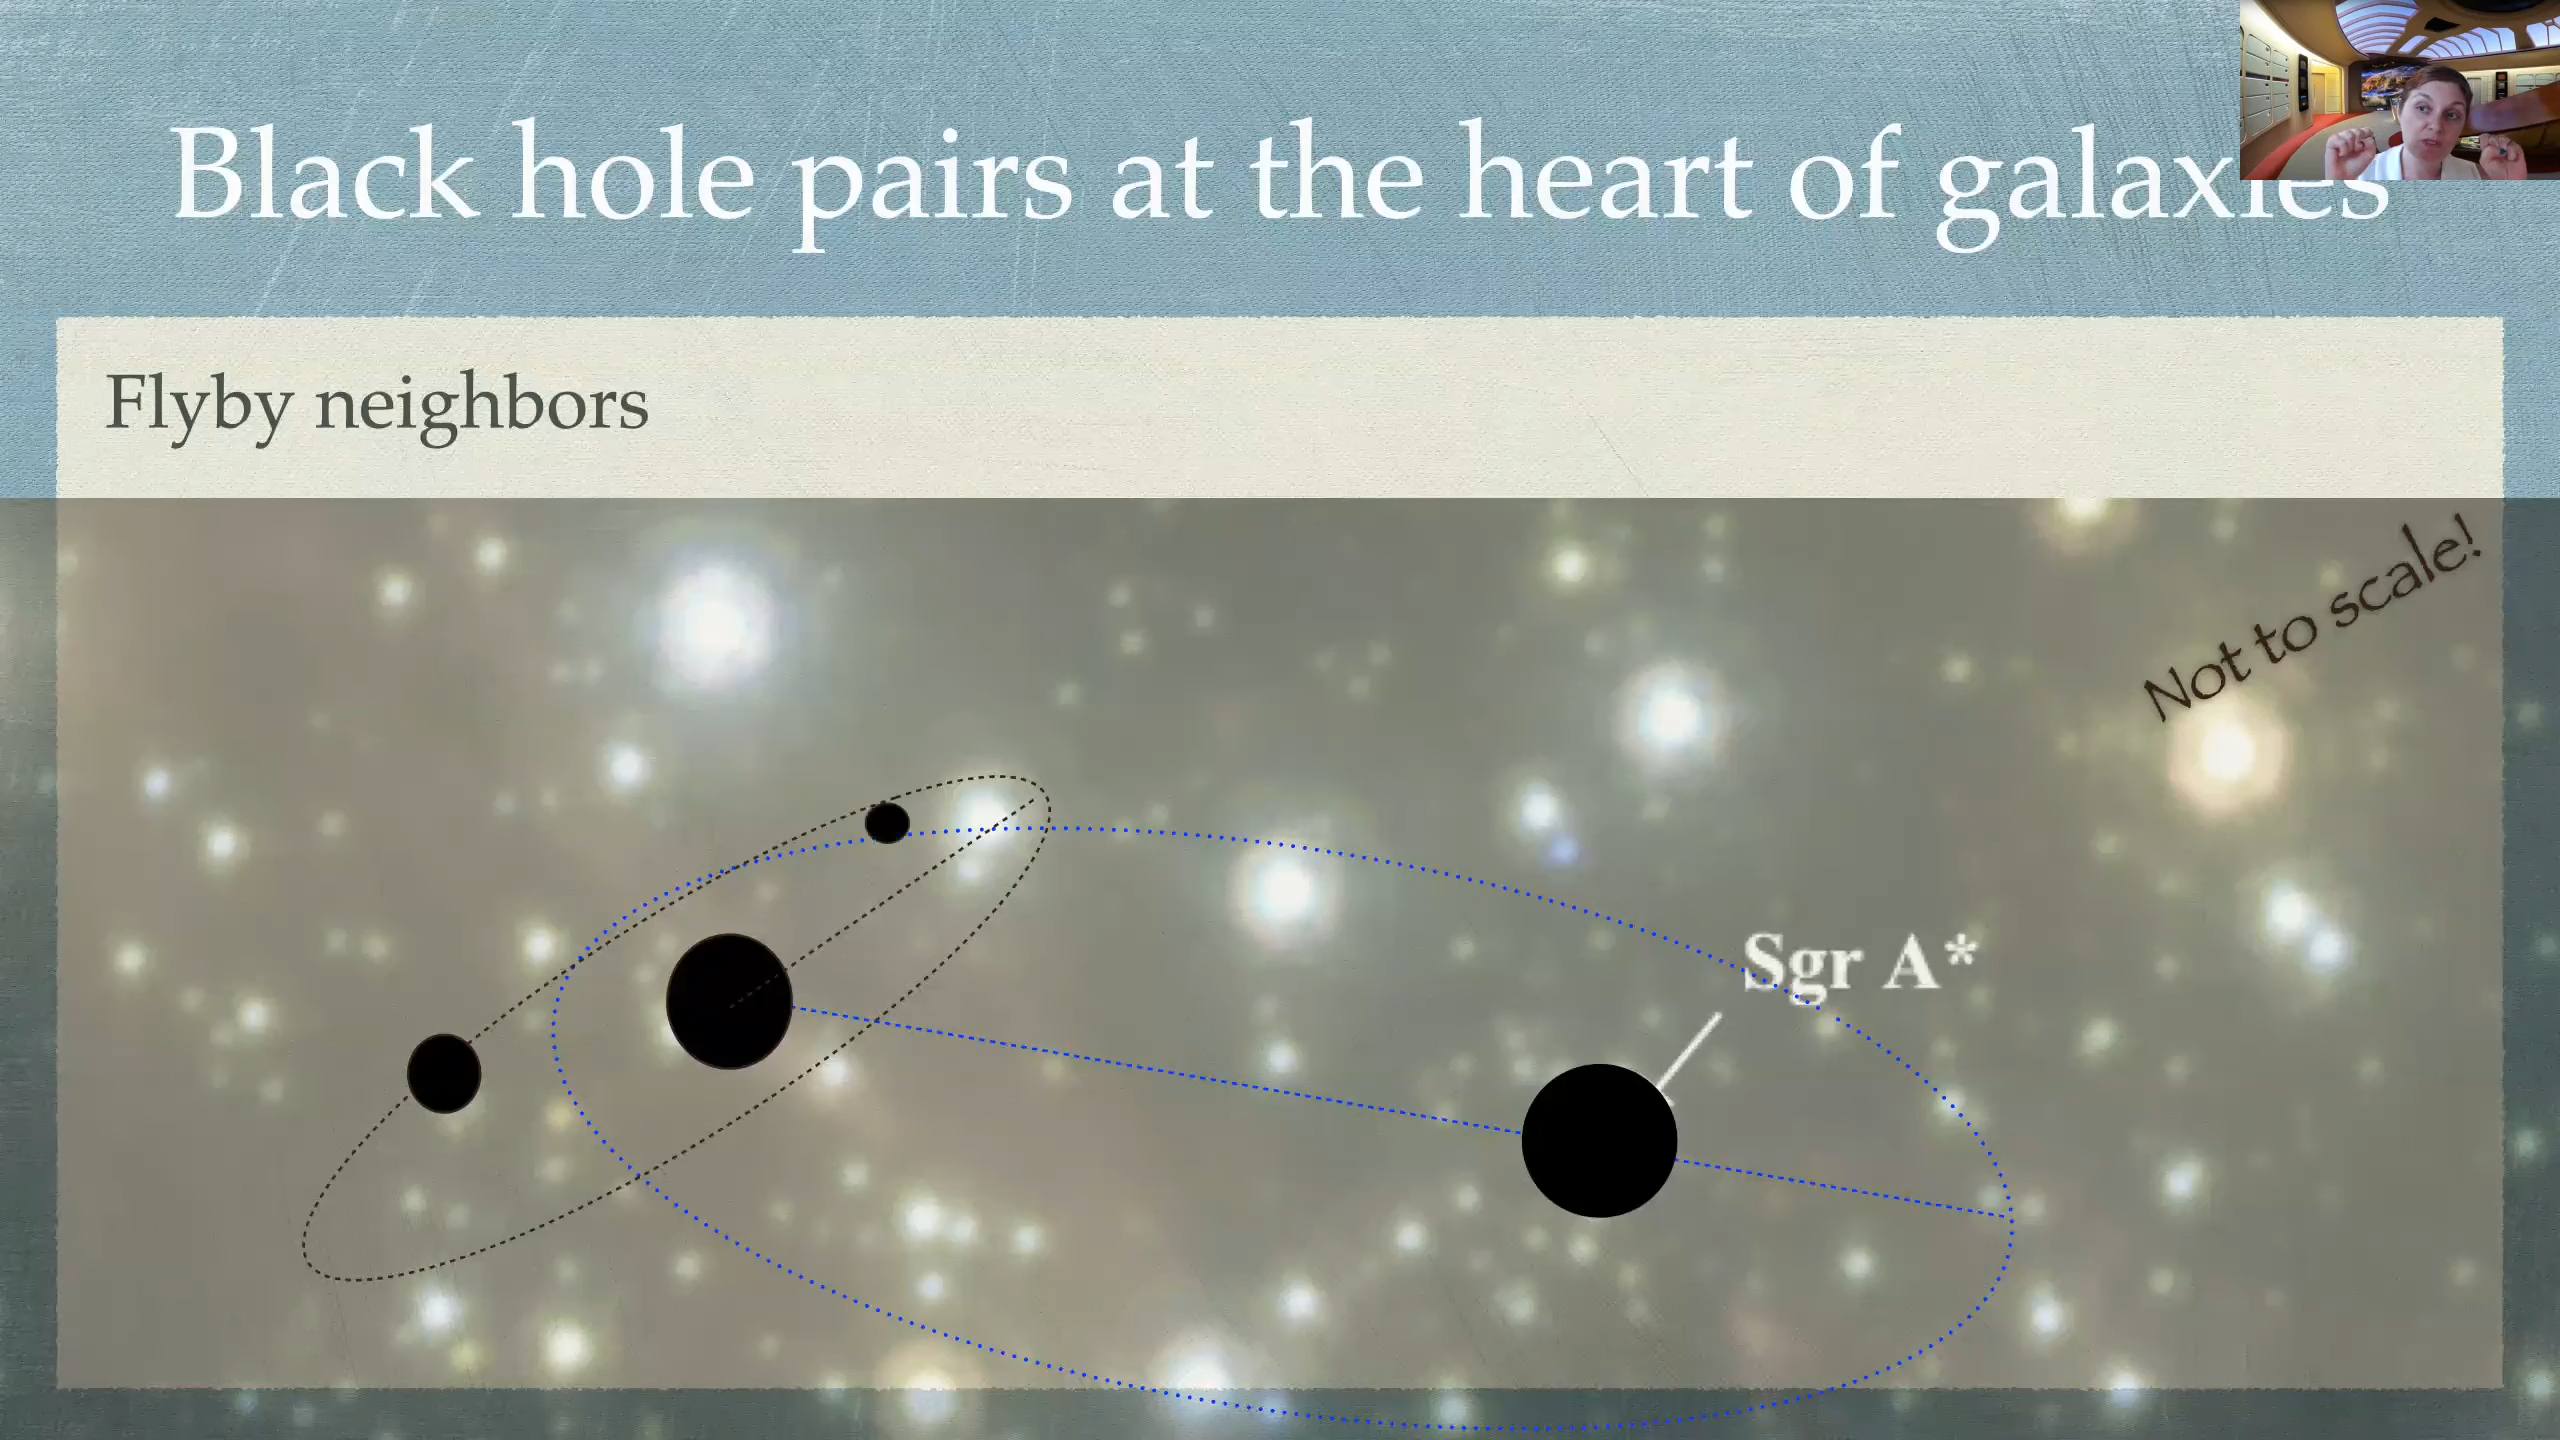 Black hole pairs at the heart of galaxies
Flyby neighbors
Not to scale!
Sgr A*